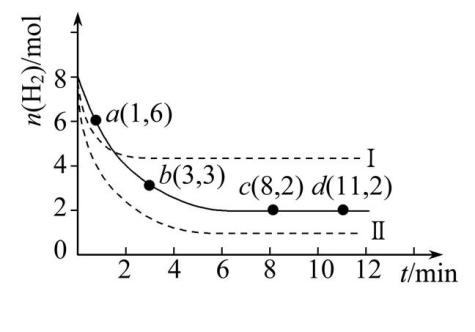 n(H₂)/mol
8
6
4
2
0
a(1,6)
b(3,3)
c(8,2)
d(11,2)
I
II
2 4 6 8 10 12 t/min